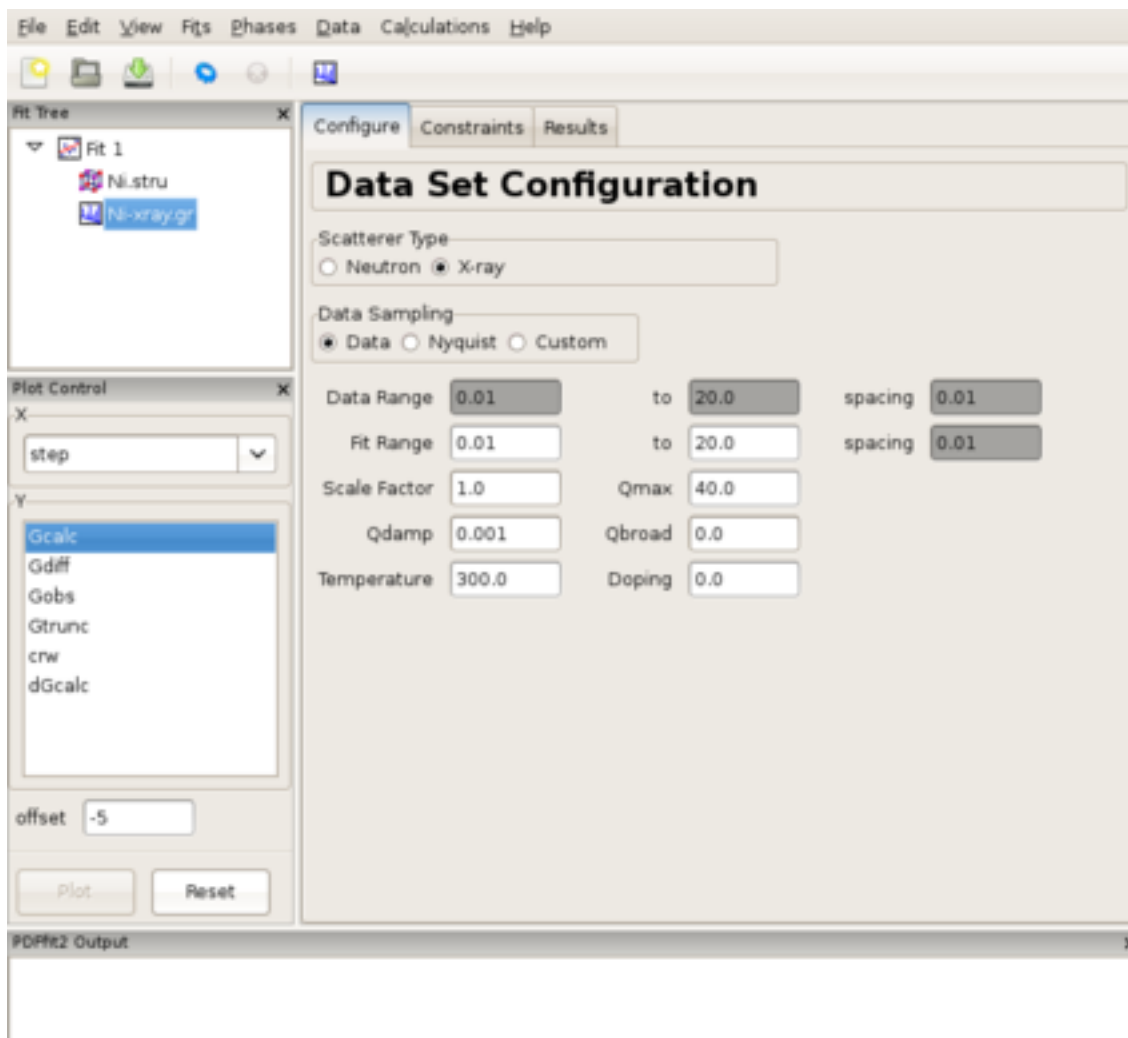 File Edit View Fits Phases Data Calculations Help
Fit Tree
Fit 1
Ni.stru
Ni-xray.gr
Plot Control
X
step
Y
Gcalc
Gdiff
Gobs
Gtrunc
crw
dGcalc
offset -5
Plot Reset
Configure Constraints Results
Data Set Configuration
Scatterer Type
Neutron X-ray
Data Sampling
Data Nyquist Custom
Data Range 0.01 to 20.0 spacing 0.01
Fit Range 0.01 to 20.0 spacing 0.01
Scale Factor 1.0 Qmax 40.0
Qdamp 0.001 Qbroad 0.0
Temperature 300.0 Doping 0.0
PDFfit2 Output